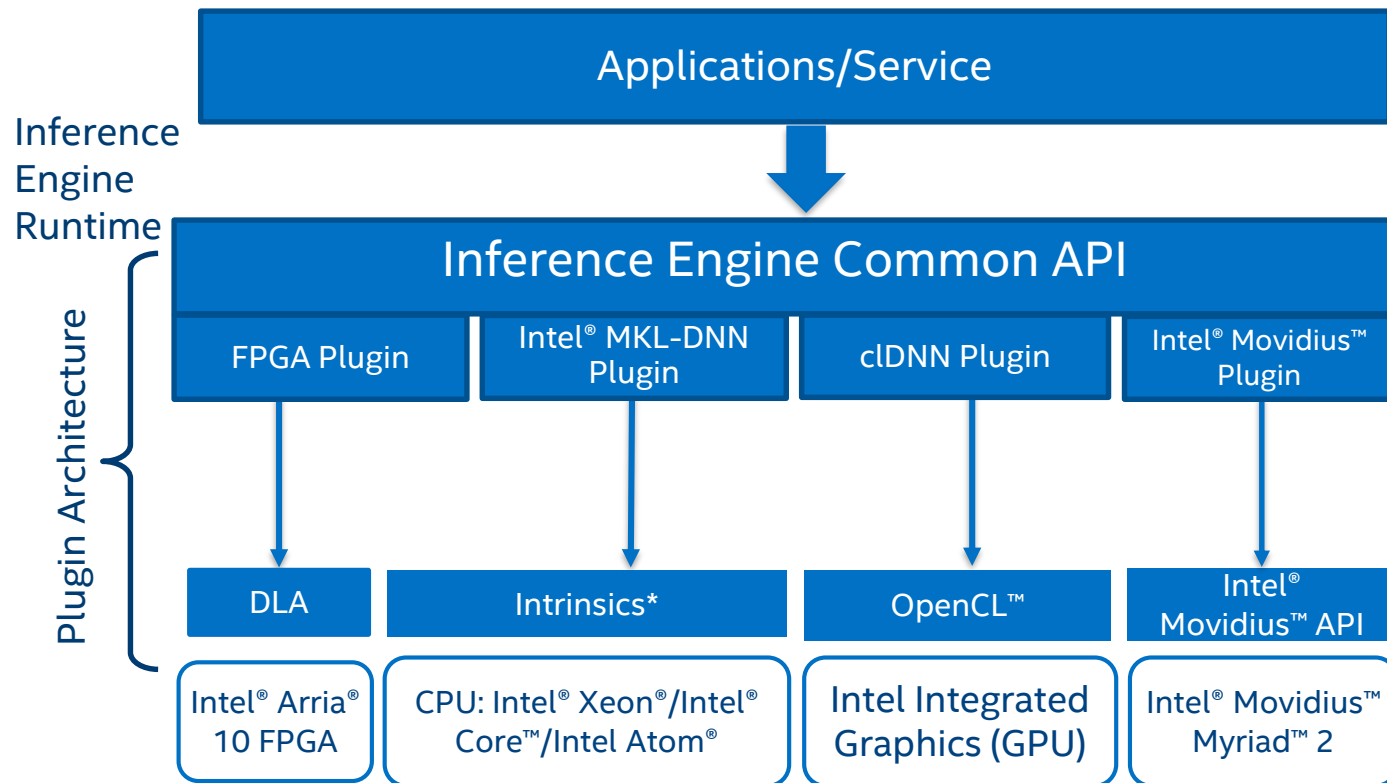 Applications/Service
Inference
Engine
Runtime
Inference Engine Common API
FPGA Plugin
Intel® MKL-DNN
Plugin
clDNN Plugin
Intel® Movidius™
Plugin
Plugin Architecture
DLA
Intrinsics*
OpenCL™
Intel®
Movidius™ API
Intel® Arria®
10 FPGA
CPU: Intel® Xeon®/Intel®
Core™/Intel Atom®
Intel Integrated
Graphics (GPU)
Intel® Movidius™
Myriad™ 2